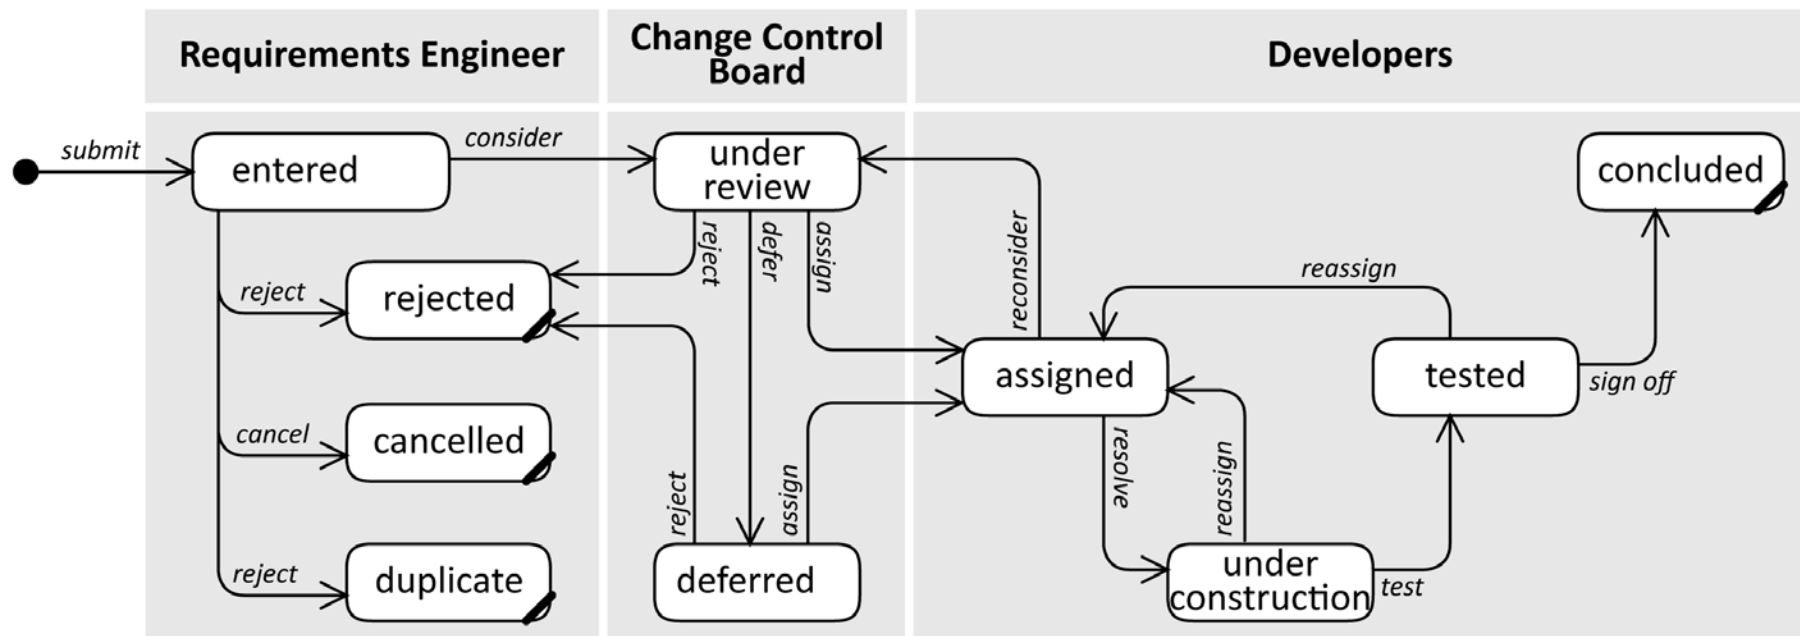 Requirements Engineer
Change Control
Board
Developers
submit
entered
consider
under
review
concluded
reject
defer
assign
reconsider
reject
rejected
reassign
assigned
tested
sign off
cancel
cancelled
reject
assign
resolve
reassign
reject
duplicate
deferred
under
construction
test